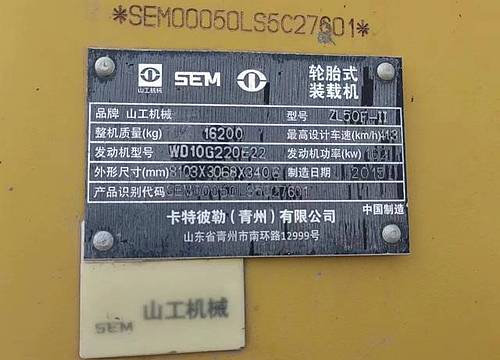 *SEM00050LS5C27601*
山工机械 SEM 轮胎式
装载机
品牌 山工机械 型号 ZL50F-II
整机质量(kg) 16200 最高设计车速(km/h)
发动机型号 WD10G220E22 发动机功率(kw)
外形尺寸(mm) 8103X3068X3406 制造日期 2015
产品识别代码 SEM00050LS5C27601
卡特彼勒(青州)有限公司 中国制造
山东省青州市南环路12999号
SEM 山工机械